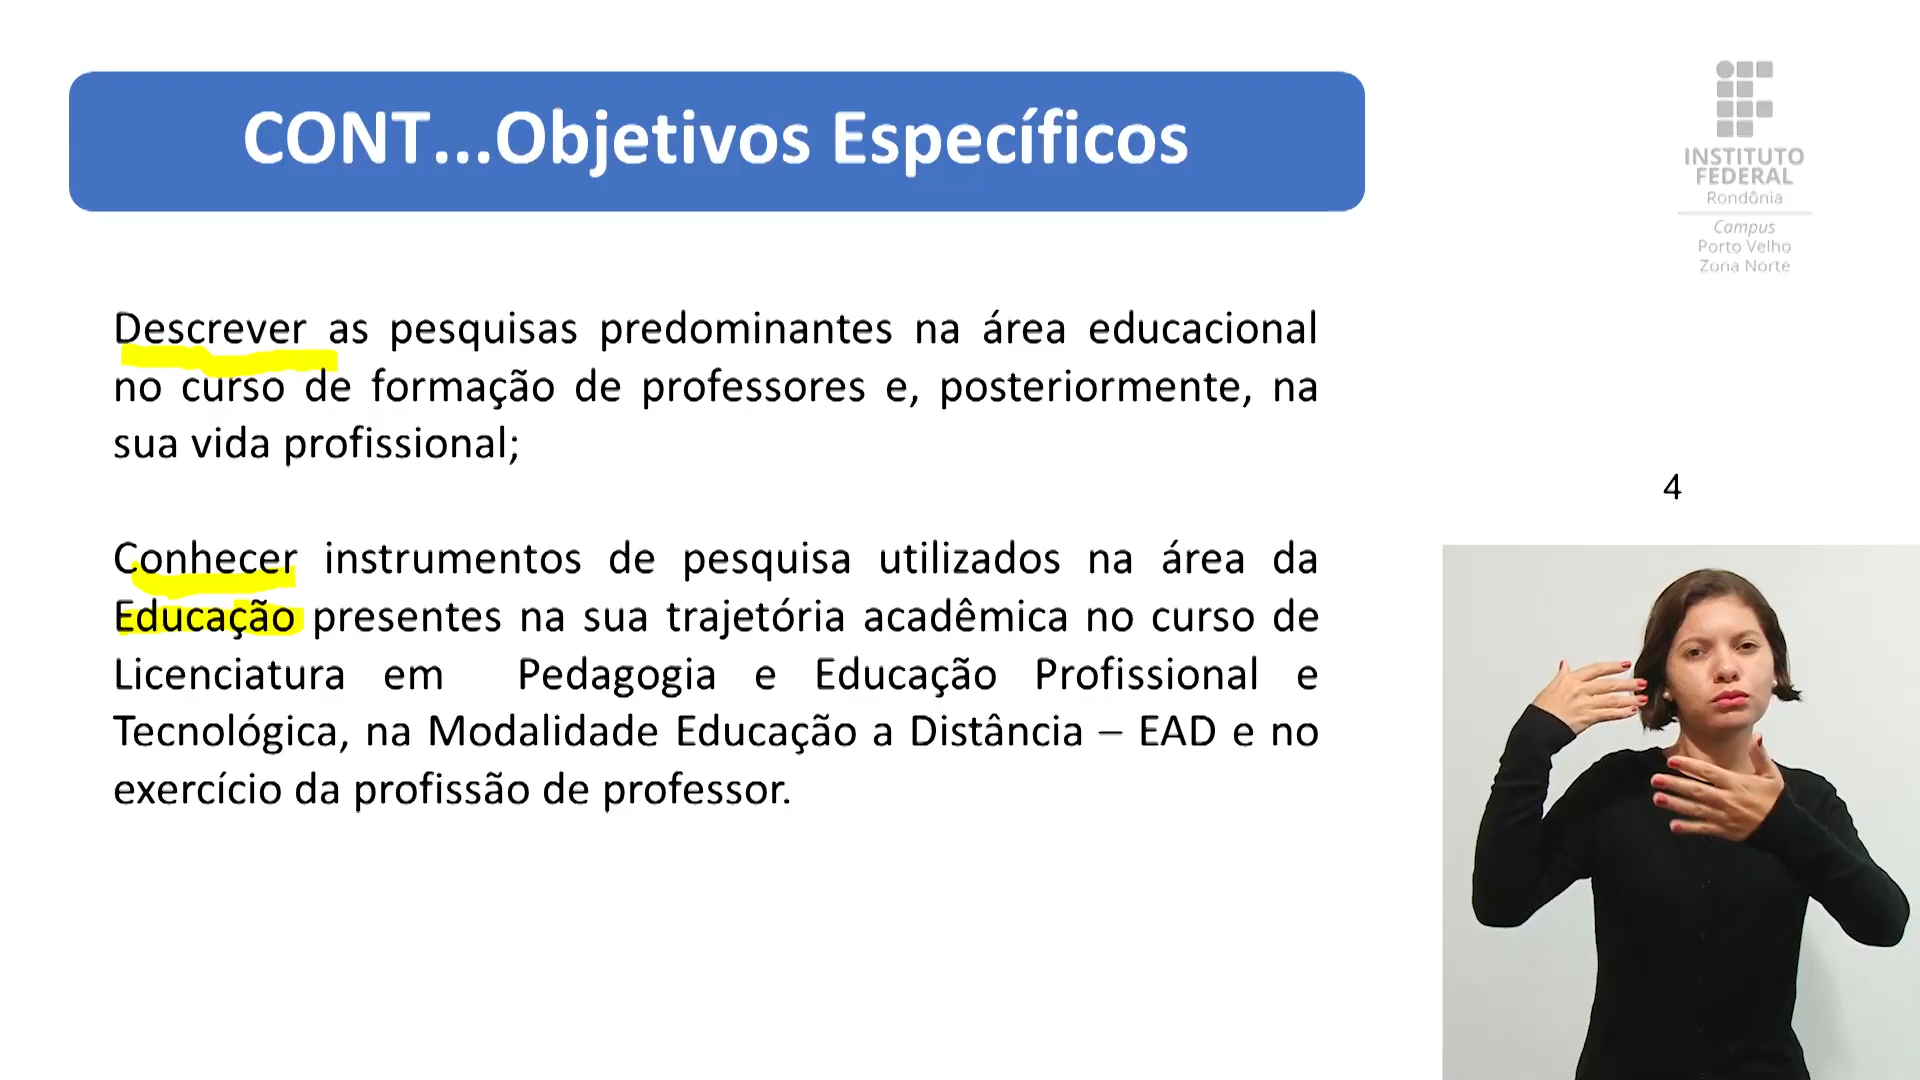 CONT...Objetivos Específicos
INSTITUTO
FEDERAL
Rondônia
Campus
Porto Velho
Zona Norte
Descrever as pesquisas predominantes na área educacional
no curso de formação de professores e, posteriormente, na
sua vida profissional;
4
Conhecer instrumentos de pesquisa utilizados na área da
Educação presentes na sua trajetória acadêmica no curso de
Licenciatura em Pedagogia e Educação Profissional e
Tecnológica, na Modalidade Educação a Distância – EAD e no
exercício da profissão de professor.